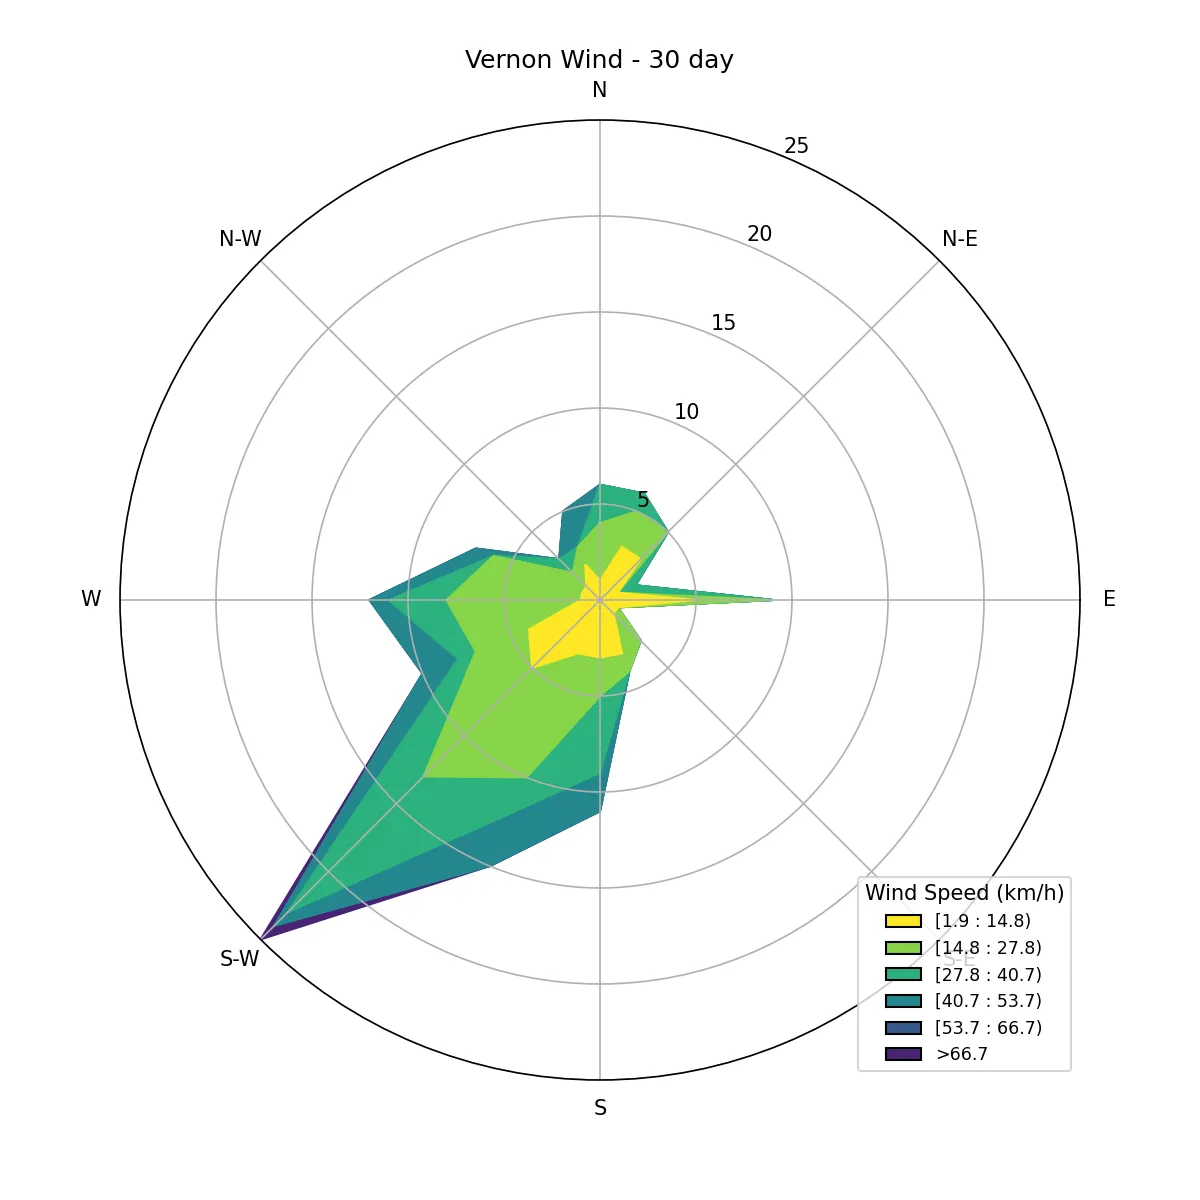 Vernon Wind - 30 day
N
25
N-W
20
N-E
15
10
5
W
E
S-W
S-E
S
Wind Speed (km/h)
[1.9 : 14.8)
[14.8 : 27.8)
[27.8 : 40.7)
[40.7 : 53.7)
[53.7 : 66.7)
>66.7